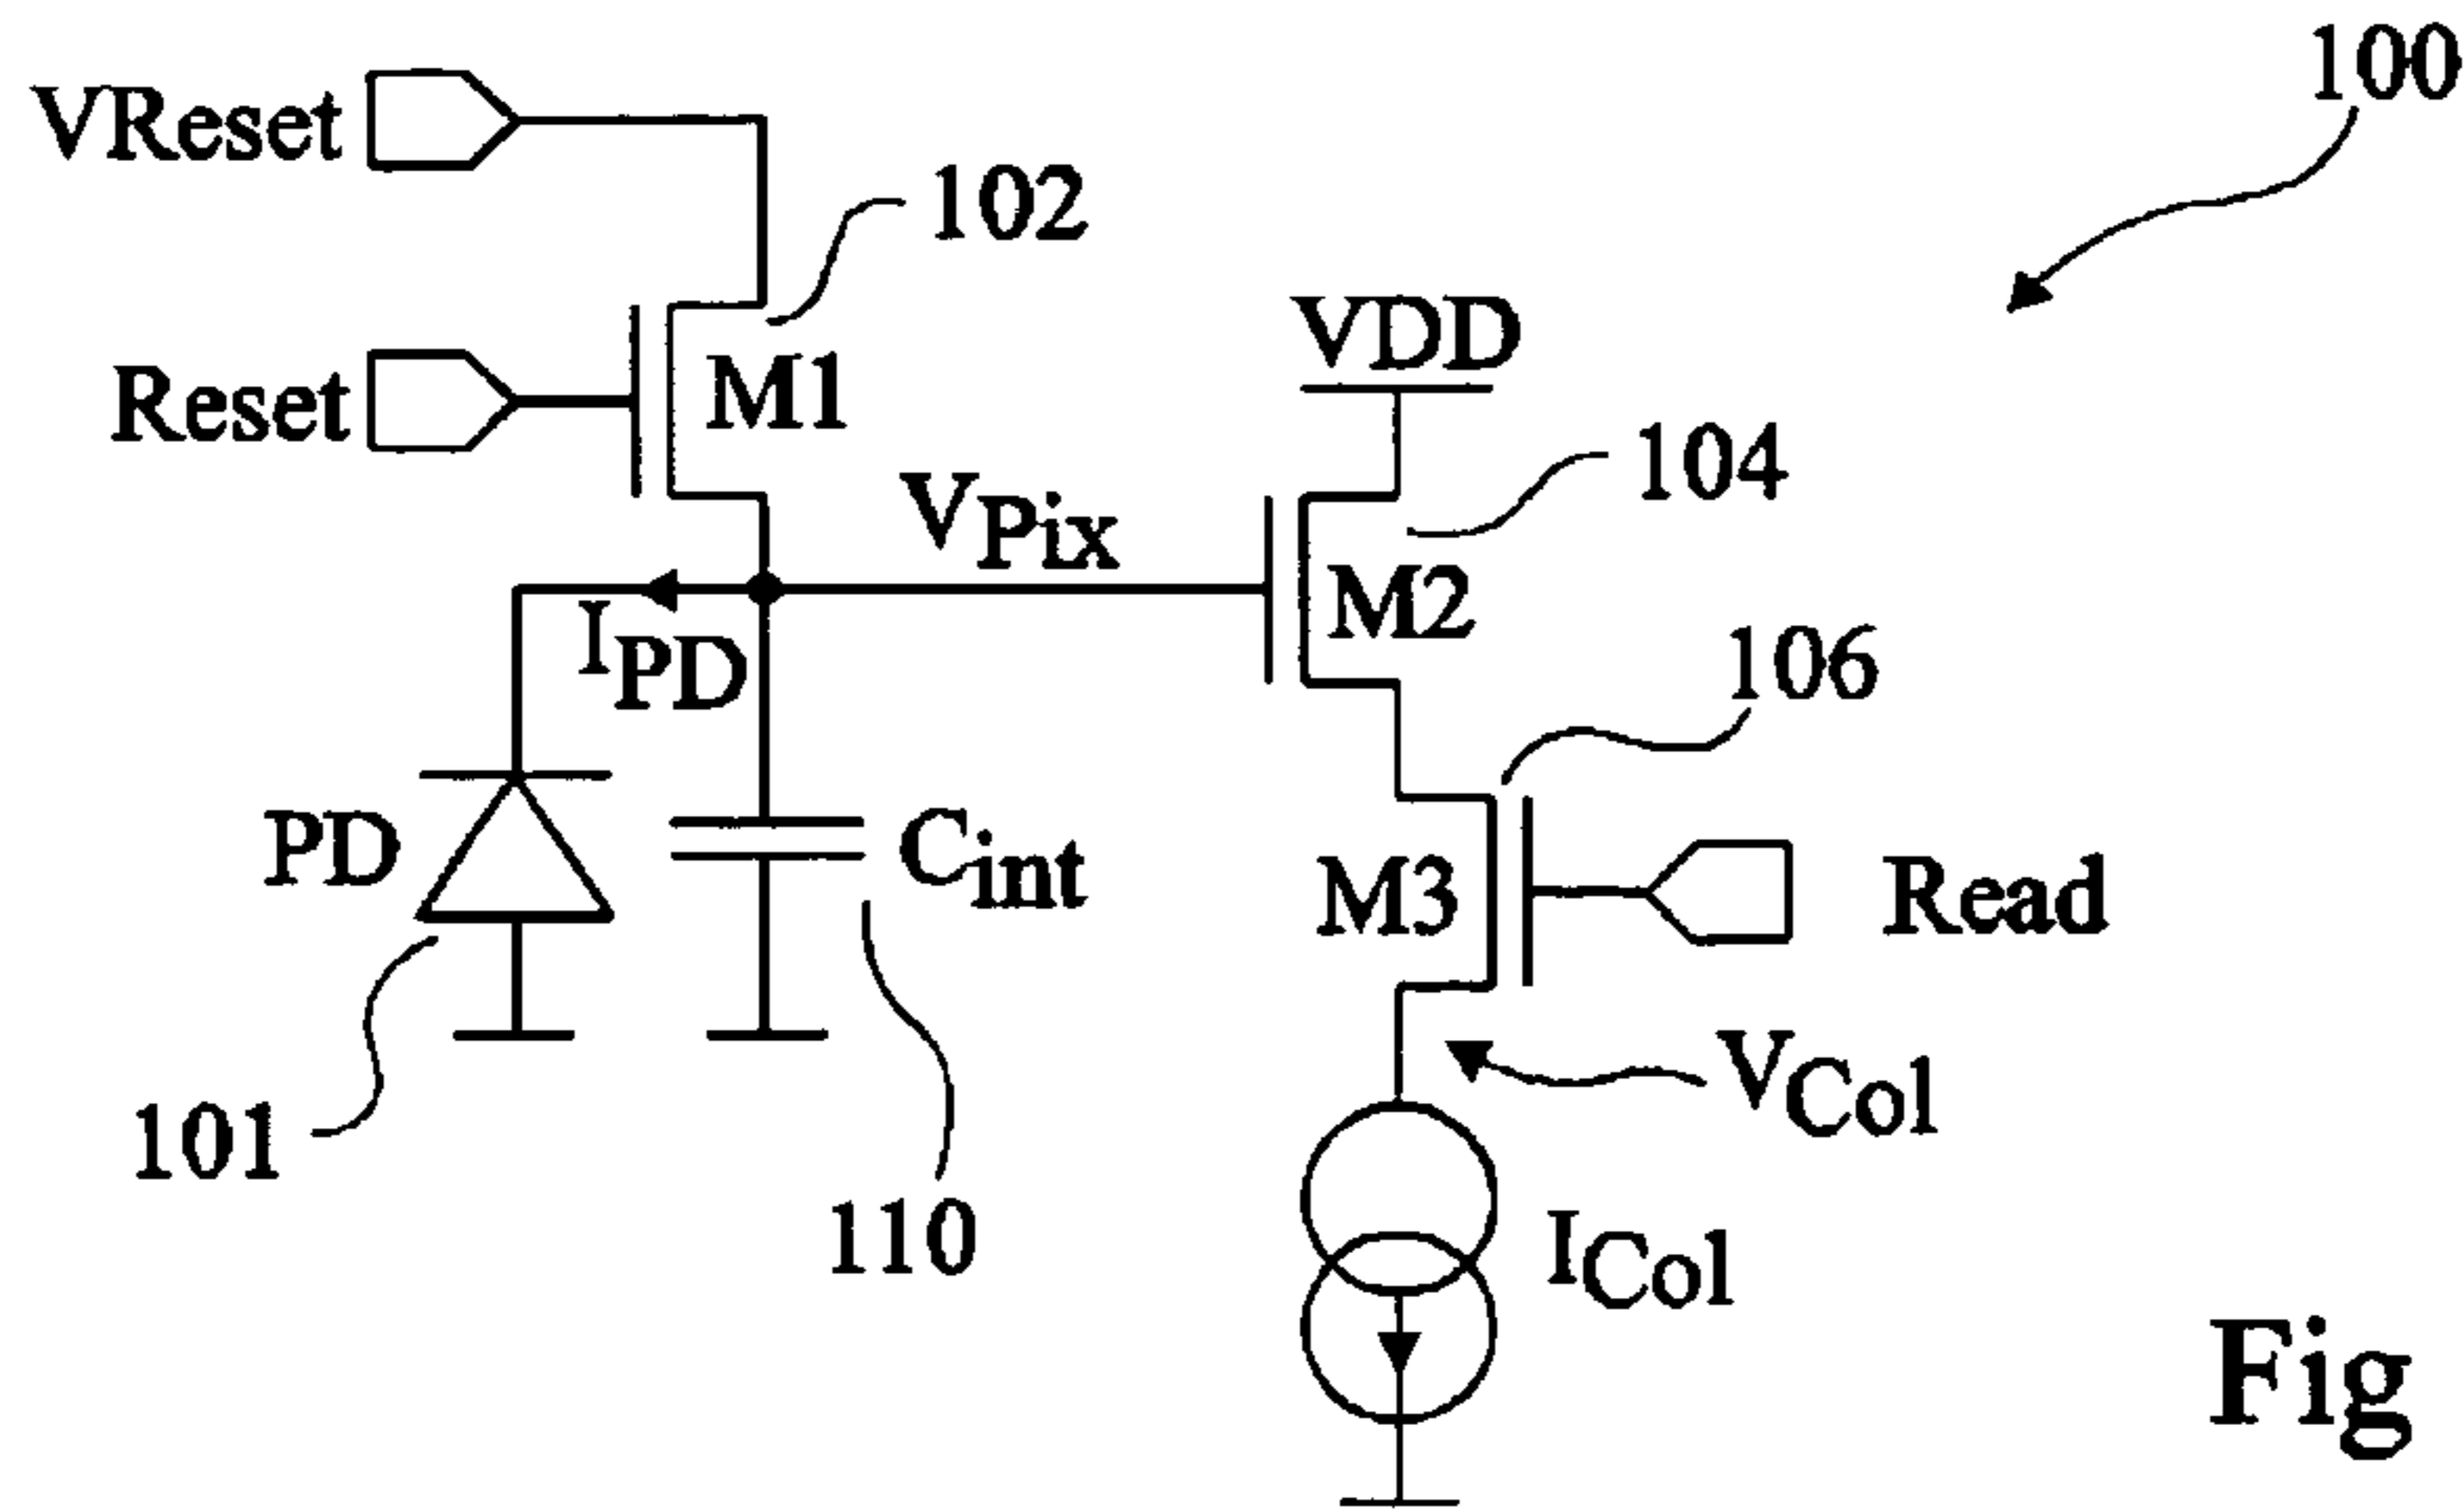 100
VReset
102
Reset
M1
VDD
104
VPix
M2
IPD
106
PD
Cint
M3
Read
VCol
101
110
ICol
Fig